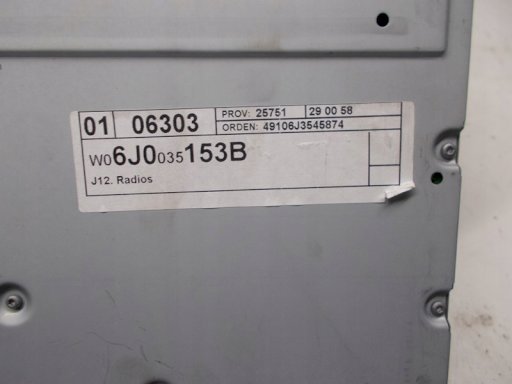 01 06303 PROV: 25751 29 00 58
ORDEN: 49106J3545874
W06J0035153B
J12. Radios